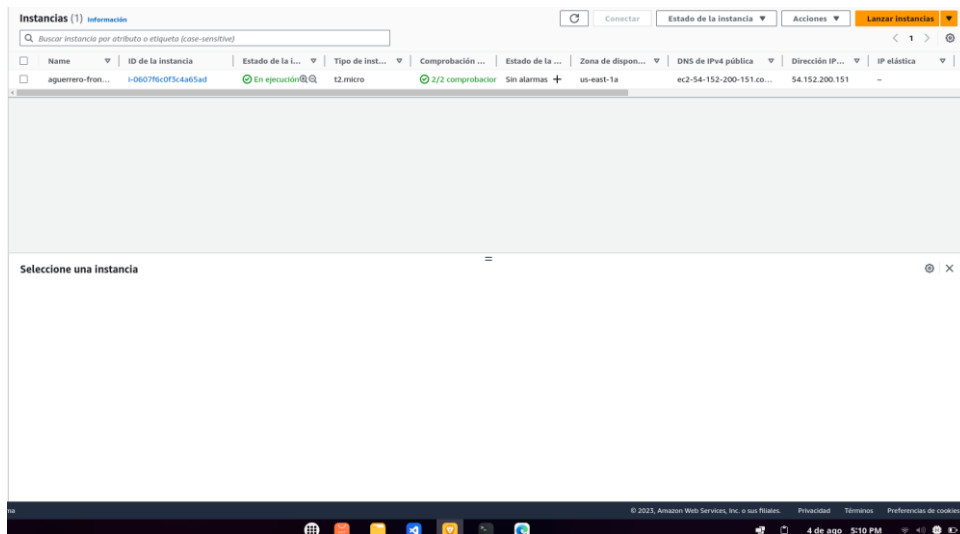 Instancias (1) Información
Conectar
Estado de la instancia
Acciones
Lanzar instancias
Buscar instancia por atributo o etiqueta (case-sensitive)
1
Name ID de la instancia Estado de la i... Tipo de inst... Comprobación ... Estado de la ... Zona de dispon... DNS de IPv4 pública Dirección IP... IP elástica
aguerrero-fron... i-0607f6c0f3c4a65ad En ejecución t2.micro 2/2 comprobacior Sin alarmas + us-east-1a ec2-54-152-200-151.co... 54.152.200.151 –
Seleccione una instancia
na © 2023, Amazon Web Services, Inc. o sus filiales. Privacidad Términos Preferencias de cookies
4 de ago 5:10 PM